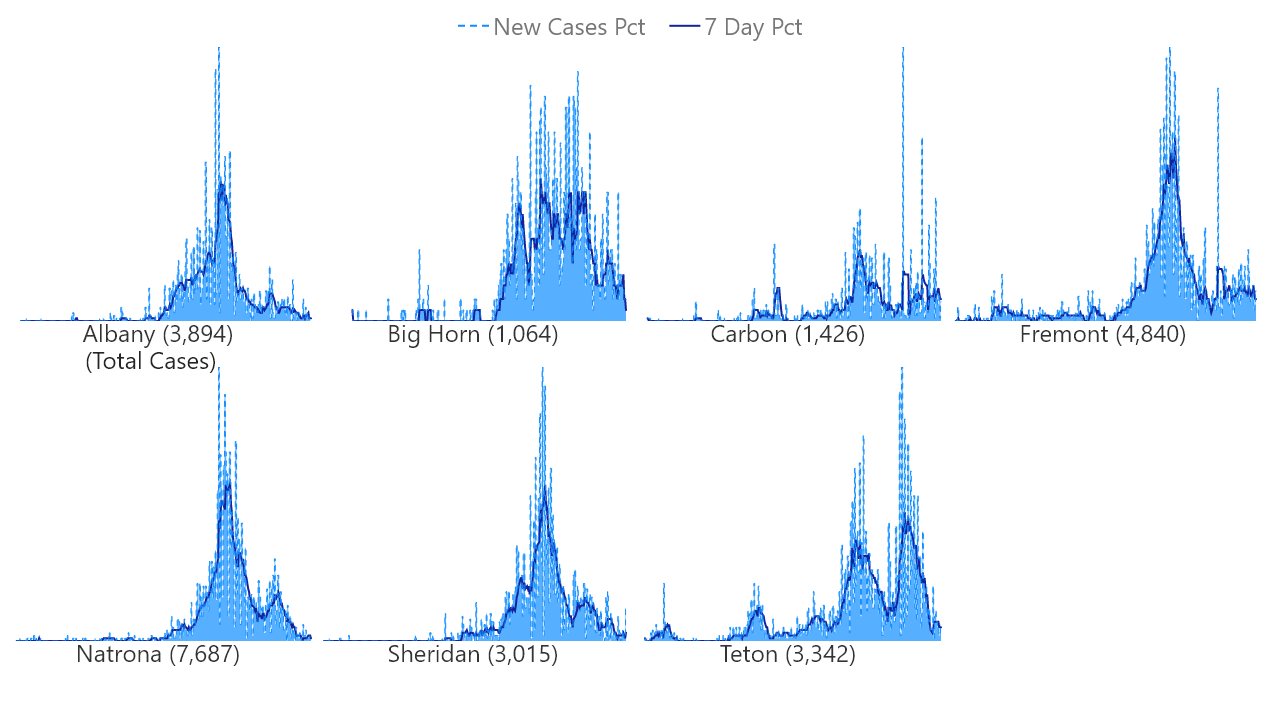 New Cases Pct 7 Day Pct
Albany (3,894) Big Horn (1,064) Carbon (1,426) Fremont (4,840)
(Total Cases)
Natrona (7,687) Sheridan (3,015) Teton (3,342)